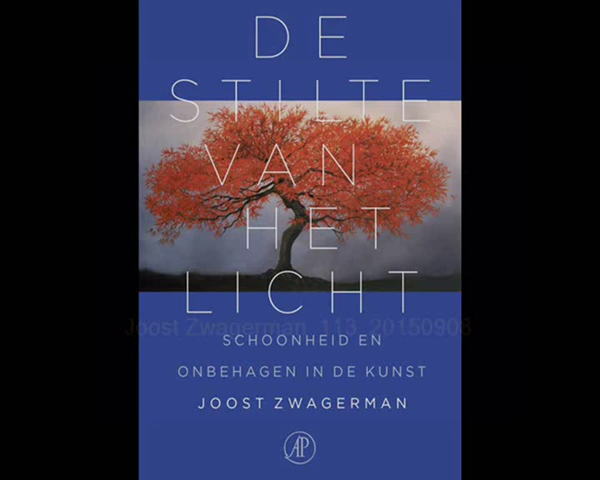 DE
STILTE
VAN
HET
LICHT
Joost Zwagerman_113_20150908
SCHOONHEID EN
ONBEHAGEN IN DE KUNST
JOOST ZWAGERMAN
AP